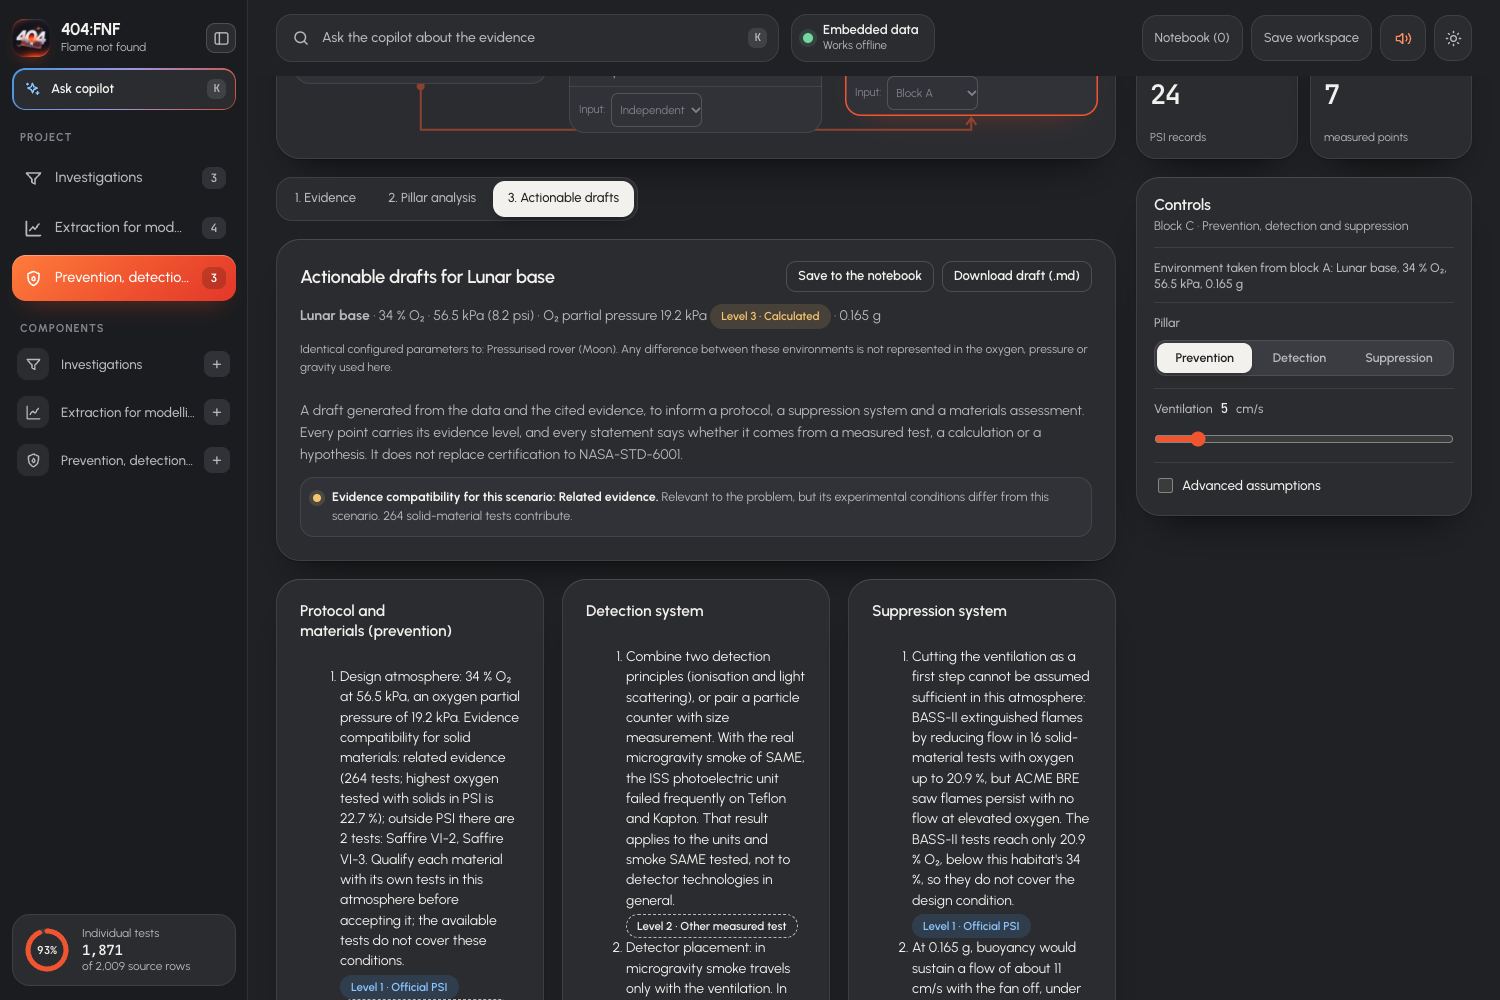 404:FNF
Flame not found
Ask copilot
K
PROJECT
Investigations
3
Extraction for mod...
4
Prevention, detectio...
3
COMPONENTS
Investigations
+
Extraction for modelli...
+
Prevention, detection...
+
93%
Individual tests
1,871
of 2,009 source rows
Ask the copilot about the evidence
K
Embedded data
Works offline
Notebook (0)
Save workspace
Input:
Independent
Input:
Block A
24
PSI records
7
measured points
1. Evidence
2. Pillar analysis
3. Actionable drafts
Actionable drafts for Lunar base
Save to the notebook
Download draft (.md)
Lunar base · 34 % O₂ · 56.5 kPa (8.2 psi) · O₂ partial pressure 19.2 kPa Level 3 · Calculated · 0.165 g
Identical configured parameters to: Pressurised rover (Moon). Any difference between these environments is not represented in the oxygen, pressure or
gravity used here.
A draft generated from the data and the cited evidence, to inform a protocol, a suppression system and a materials assessment.
Every point carries its evidence level, and every statement says whether it comes from a measured test, a calculation or a
hypothesis. It does not replace certification to NASA-STD-6001.
Evidence compatibility for this scenario: Related evidence. Relevant to the problem, but its experimental conditions differ from this
scenario. 264 solid-material tests contribute.
Protocol and
materials (prevention)
1. Design atmosphere: 34 % O₂
at 56.5 kPa, an oxygen partial
pressure of 19.2 kPa. Evidence
compatibility for solid
materials: related evidence
(264 tests; highest oxygen
tested with solids in PSI is
22.7 %); outside PSI there are
2 tests: Saffire VI-2, Saffire
VI-3. Qualify each material
with its own tests in this
atmosphere before
accepting it; the available
tests do not cover these
conditions.
Level 1 · Official PSI
Detection system
1. Combine two detection
principles (ionisation and light
scattering), or pair a particle
counter with size
measurement. With the real
microgravity smoke of SAME,
the ISS photoelectric unit
failed frequently on Teflon
and Kapton. That result
applies to the units and
smoke SAME tested, not to
detector technologies in
general.
Level 2 · Other measured test
2. Detector placement: in
microgravity smoke travels
only with the ventilation. In
Suppression system
1. Cutting the ventilation as a
first step cannot be assumed
sufficient in this atmosphere:
BASS-II extinguished flames
by reducing flow in 16 solid-
material tests with oxygen
up to 20.9 %, but ACME BRE
saw flames persist with no
flow at elevated oxygen. The
BASS-II tests reach only 20.9
% O₂, below this habitat's 34
%, so they do not cover the
design condition.
Level 1 · Official PSI
2. At 0.165 g, buoyancy would
sustain a flow of about 11
cm/s with the fan off, under
Controls
Block C · Prevention, detection and suppression
Environment taken from block A: Lunar base, 34 % O₂,
56.5 kPa, 0.165 g
Pillar
Prevention
Detection
Suppression
Ventilation 5 cm/s
Advanced assumptions